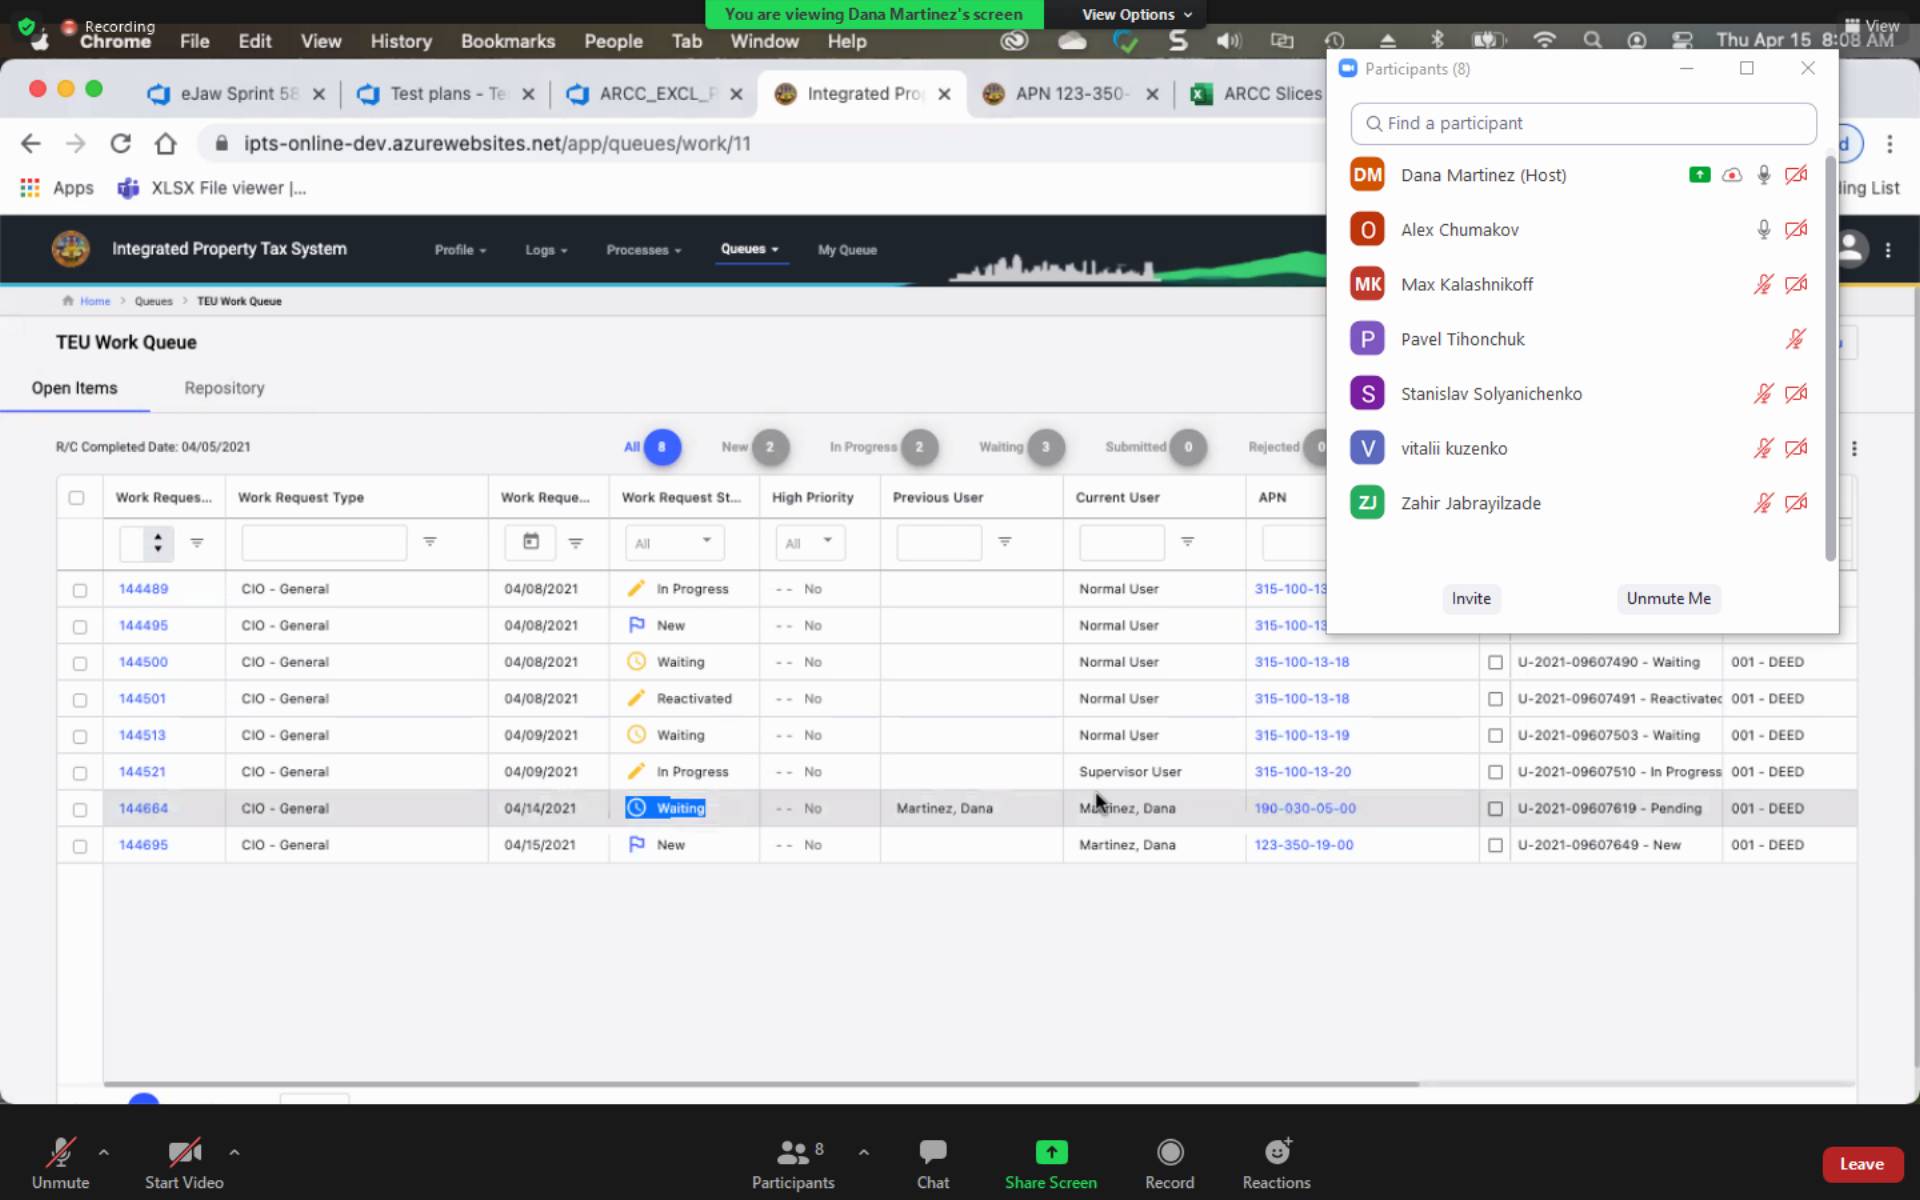 Recording
You are viewing Dana Martinez's screen
View Options
View
Chrome File Edit View History Bookmarks People Tab Window Help
Thu Apr 15 8:08 AM
eJaw Sprint 58
Test plans - Te
ARCC_EXCL_
Integrated Pro
APN 123-350-
ARCC Slices
ipts-online-dev.azurewebsites.net/app/queues/work/11
Apps
XLSX File viewer |...
ding List
Participants (8)
Find a participant
DM Dana Martinez (Host)
O Alex Chumakov
MK Max Kalashnikoff
P Pavel Tihonchuk
S Stanislav Solyanichenko
V vitalii kuzenko
ZJ Zahir Jabrayilzade
Invite
Unmute Me
Integrated Property Tax System
Profile Logs Processes Queues My Queue
Home > Queues > TEU Work Queue
TEU Work Queue
Open Items Repository
R/C Completed Date: 04/05/2021
All 8 New 2 In Progress 2 Waiting 3 Submitted 0 Rejected 0
Work Reques... Work Request Type Work Reque... Work Request St... High Priority Previous User Current User APN
All All
144489 CIO - General 04/08/2021 In Progress -- No Normal User 315-100-13
144495 CIO - General 04/08/2021 New -- No Normal User 315-100-13
144500 CIO - General 04/08/2021 Waiting -- No Normal User 315-100-13-18 U-2021-09607490 - Waiting 001 - DEED
144501 CIO - General 04/08/2021 Reactivated -- No Normal User 315-100-13-18 U-2021-09607491 - Reactivated 001 - DEED
144513 CIO - General 04/09/2021 Waiting -- No Normal User 315-100-13-19 U-2021-09607503 - Waiting 001 - DEED
144521 CIO - General 04/09/2021 In Progress -- No Supervisor User 315-100-13-20 U-2021-09607510 - In Progress 001 - DEED
144664 CIO - General 04/14/2021 Waiting -- No Martinez, Dana Martinez, Dana 190-030-05-00 U-2021-09607619 - Pending 001 - DEED
144695 CIO - General 04/15/2021 New -- No Martinez, Dana 123-350-19-00 U-2021-09607649 - New 001 - DEED
Unmute
Start Video
Participants 8
Chat
Share Screen
Record
Reactions
Leave